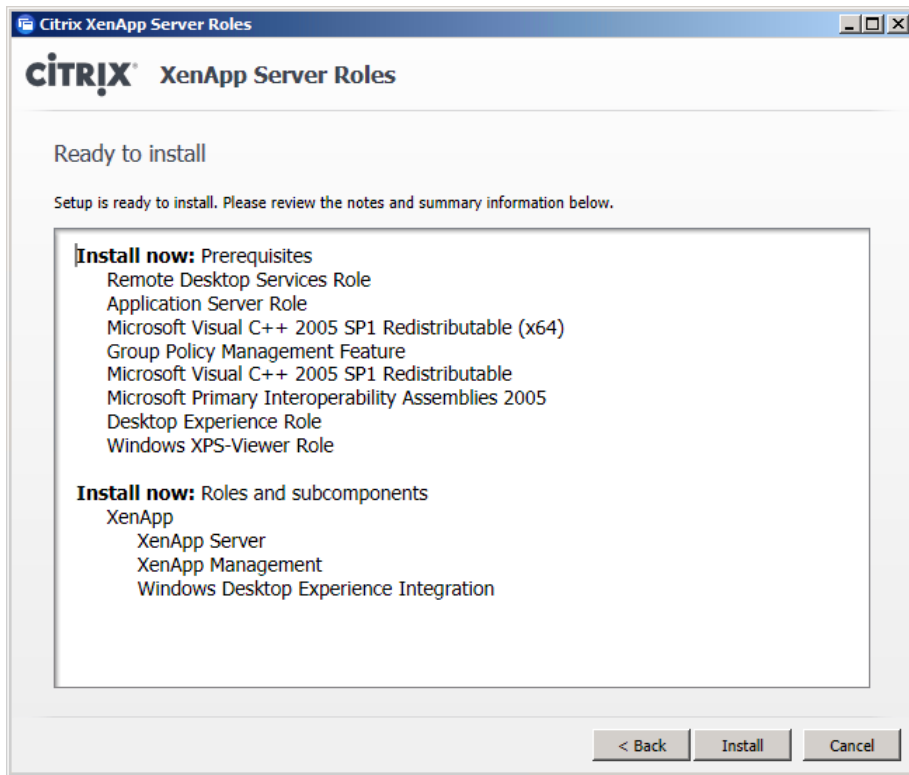 Citrix XenApp Server Roles
CİTRIX® XenApp Server Roles
Ready to install
Setup is ready to install. Please review the notes and summary information below.
Install now: Prerequisites
Remote Desktop Services Role
Application Server Role
Microsoft Visual C++ 2005 SP1 Redistributable (x64)
Group Policy Management Feature
Microsoft Visual C++ 2005 SP1 Redistributable
Microsoft Primary Interoperability Assemblies 2005
Desktop Experience Role
Windows XPS-Viewer Role
Install now: Roles and subcomponents
XenApp
XenApp Server
XenApp Management
Windows Desktop Experience Integration
< Back Install Cancel